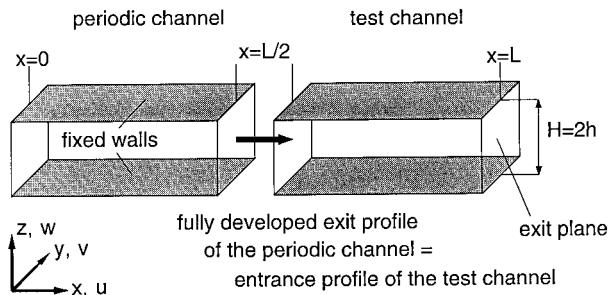 periodic channel
test channel
x=0
x=L/2
x=L
fixed walls
H=2h
fully developed exit profile
of the periodic channel =
entrance profile of the test channel
exit plane
z, w
y, v
x, u